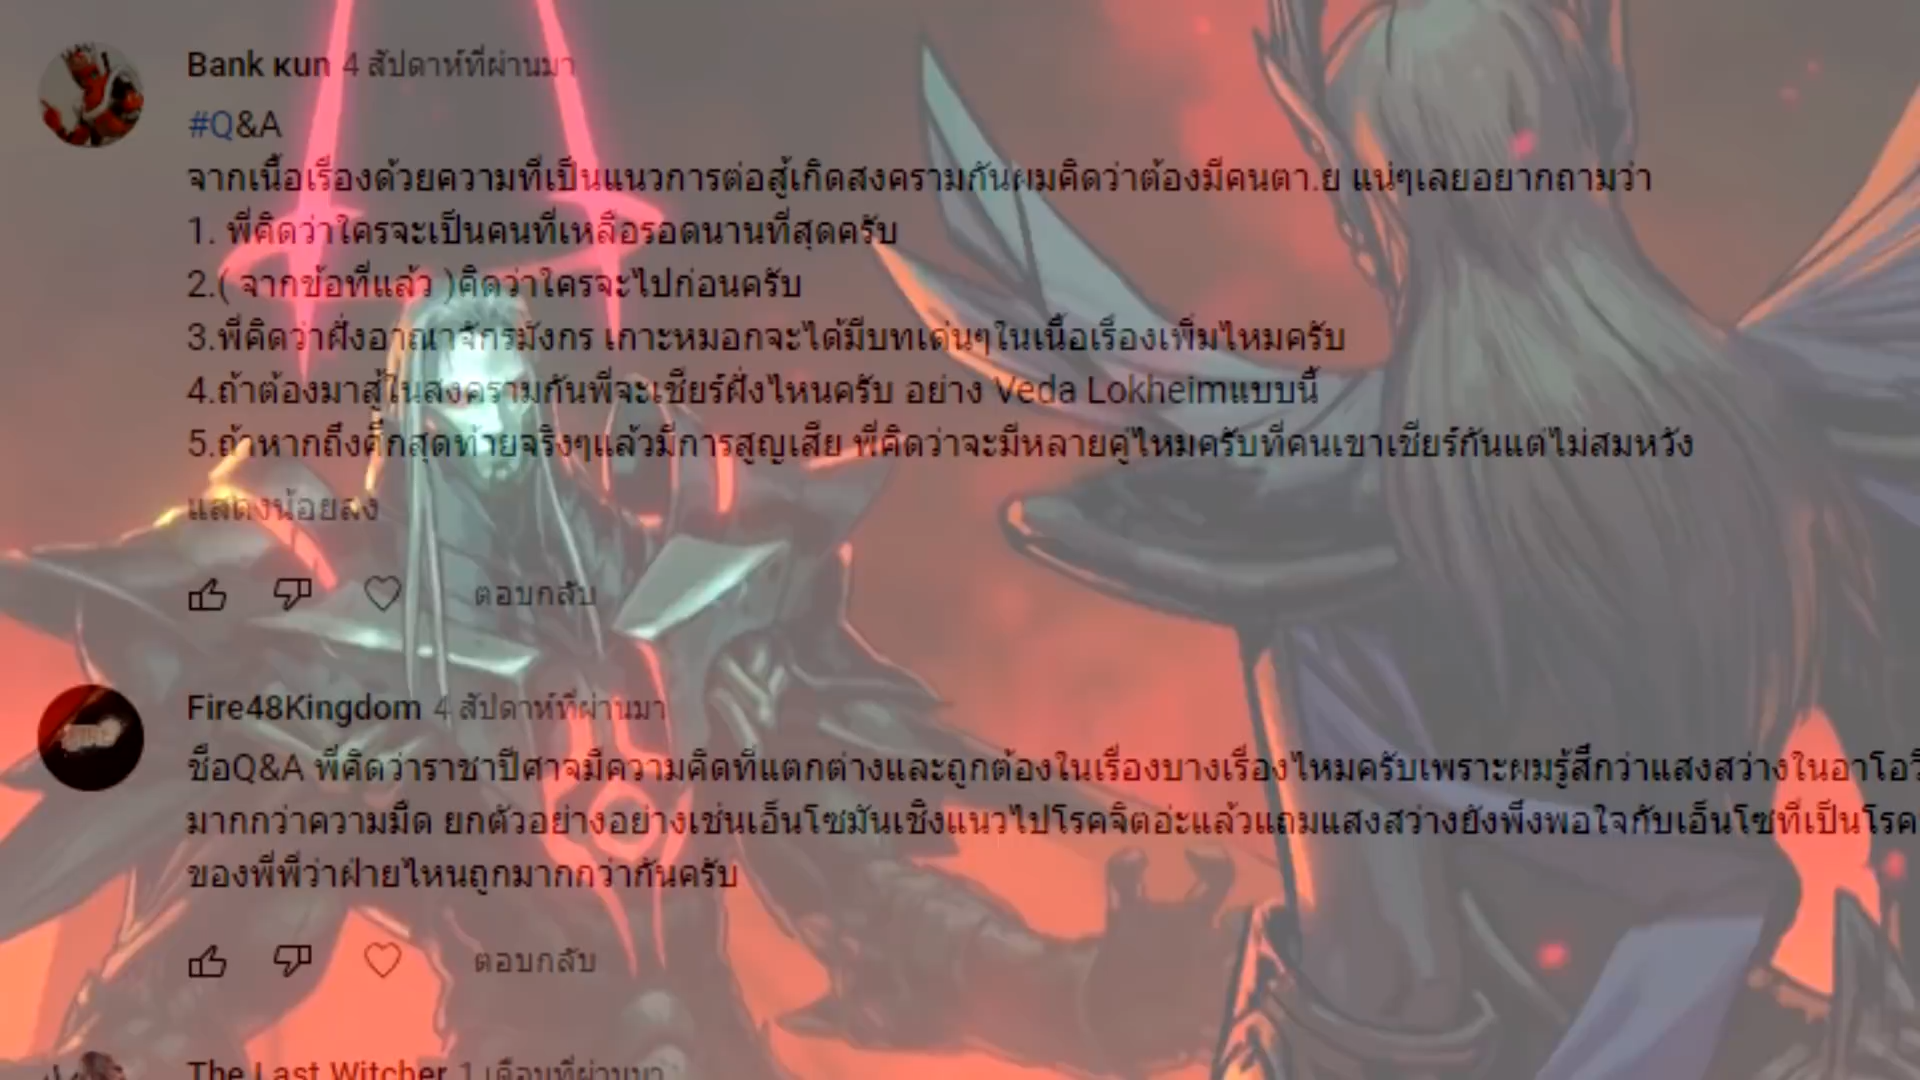 Bank кun 4 สัปดาห์ที่ผ่านมา
#Q&A
จากเนื้อเรื่องด้วยความที่เป็นแนวการต่อสู้เกิดสงครามกันผมคิดว่าต้องมีคนตา.ย แน่ๆเลยอยากถามว่า
1. พี่คิดว่าใครจะเป็นคนที่เหลือรอดนานที่สุดครับ
2.( จากข้อที่แล้ว )คิดว่าใครจะไปก่อนครับ
3.พี่คิดว่าฝั่งอาณาจักรมังกร เกาะหมอกจะได้มีบทเด่นๆในเนื้อเรื่องเพิ่มไหมครับ
4.ถ้าต้องมาสู้ในสงครามกันพี่จะเชียร์ฝั่งไหนครับ อย่าง Veda Lokheimแบบนี้
5.ถ้าหากถึงศึกสุดท้ายจริงๆแล้วมีการสูญเสีย พี่คิดว่าจะมีหลายคู่ไหมครับที่คนเขาเชียร์กันแต่ไม่สมหวัง
แสดงน้อยลง
ตอบกลับ
Fire48Kingdom 4 สัปดาห์ที่ผ่านมา
ชื่อQ&A พี่คิดว่าราชาปีศาจมีความคิดที่แตกต่างและถูกต้องในเรื่องบางเรื่องไหมครับเพราะผมรู้สึกว่าแสงสว่างในอาโอวี
มากกว่าความมืด ยกตัวอย่างอย่างเช่นเอ็นโซมันเชิงแนวไปโรคจิตอ่ะแล้วแถมแสงสว่างยังพึงพอใจกับเอ็นโซที่เป็นโรค
ของพี่พี่ว่าฝ่ายไหนถูกมากกว่ากันครับ
ตอบกลับ
The Last Witcher 1 เดือนที่ผ่านมา